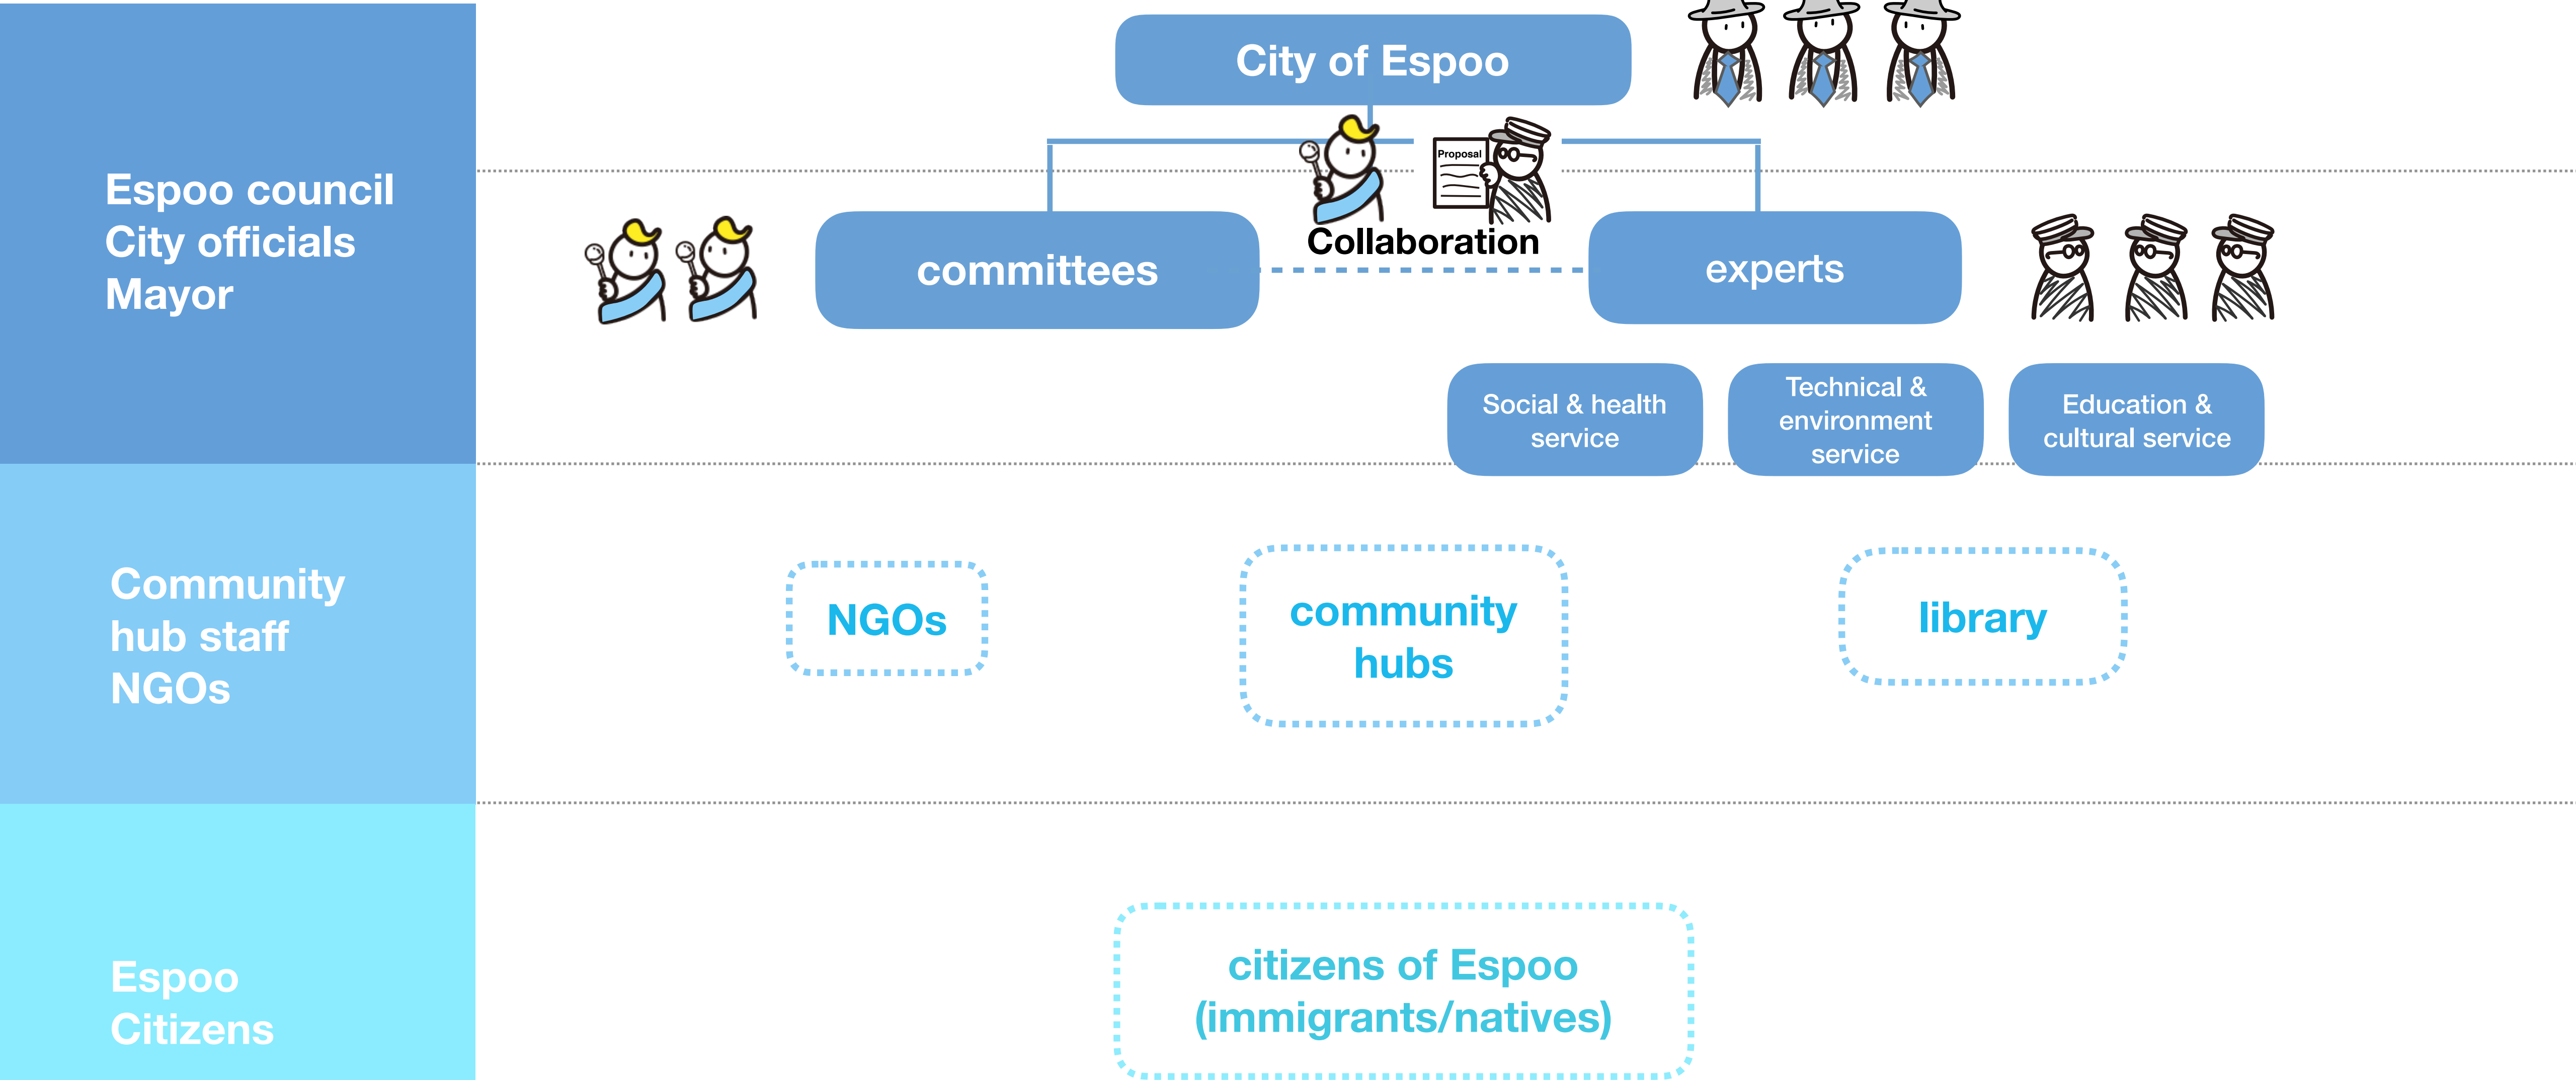 City of Espoo
Espoo council
City officials
Mayor
Proposal
Collaboration
committees
experts
Social & health
service
Technical &
environment
service
Education &
cultural service
Community
hub staff
NGOs
NGOs
community
hubs
library
Espoo
Citizens
citizens of Espoo
(immigrants/natives)